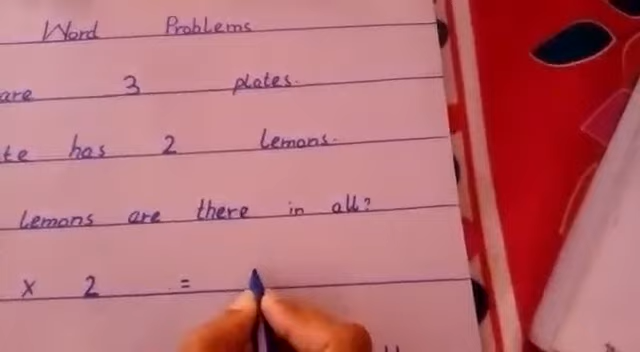 Word Problems
are 3 plates.
te has 2 lemons.
lemons are there in all?
x 2 =